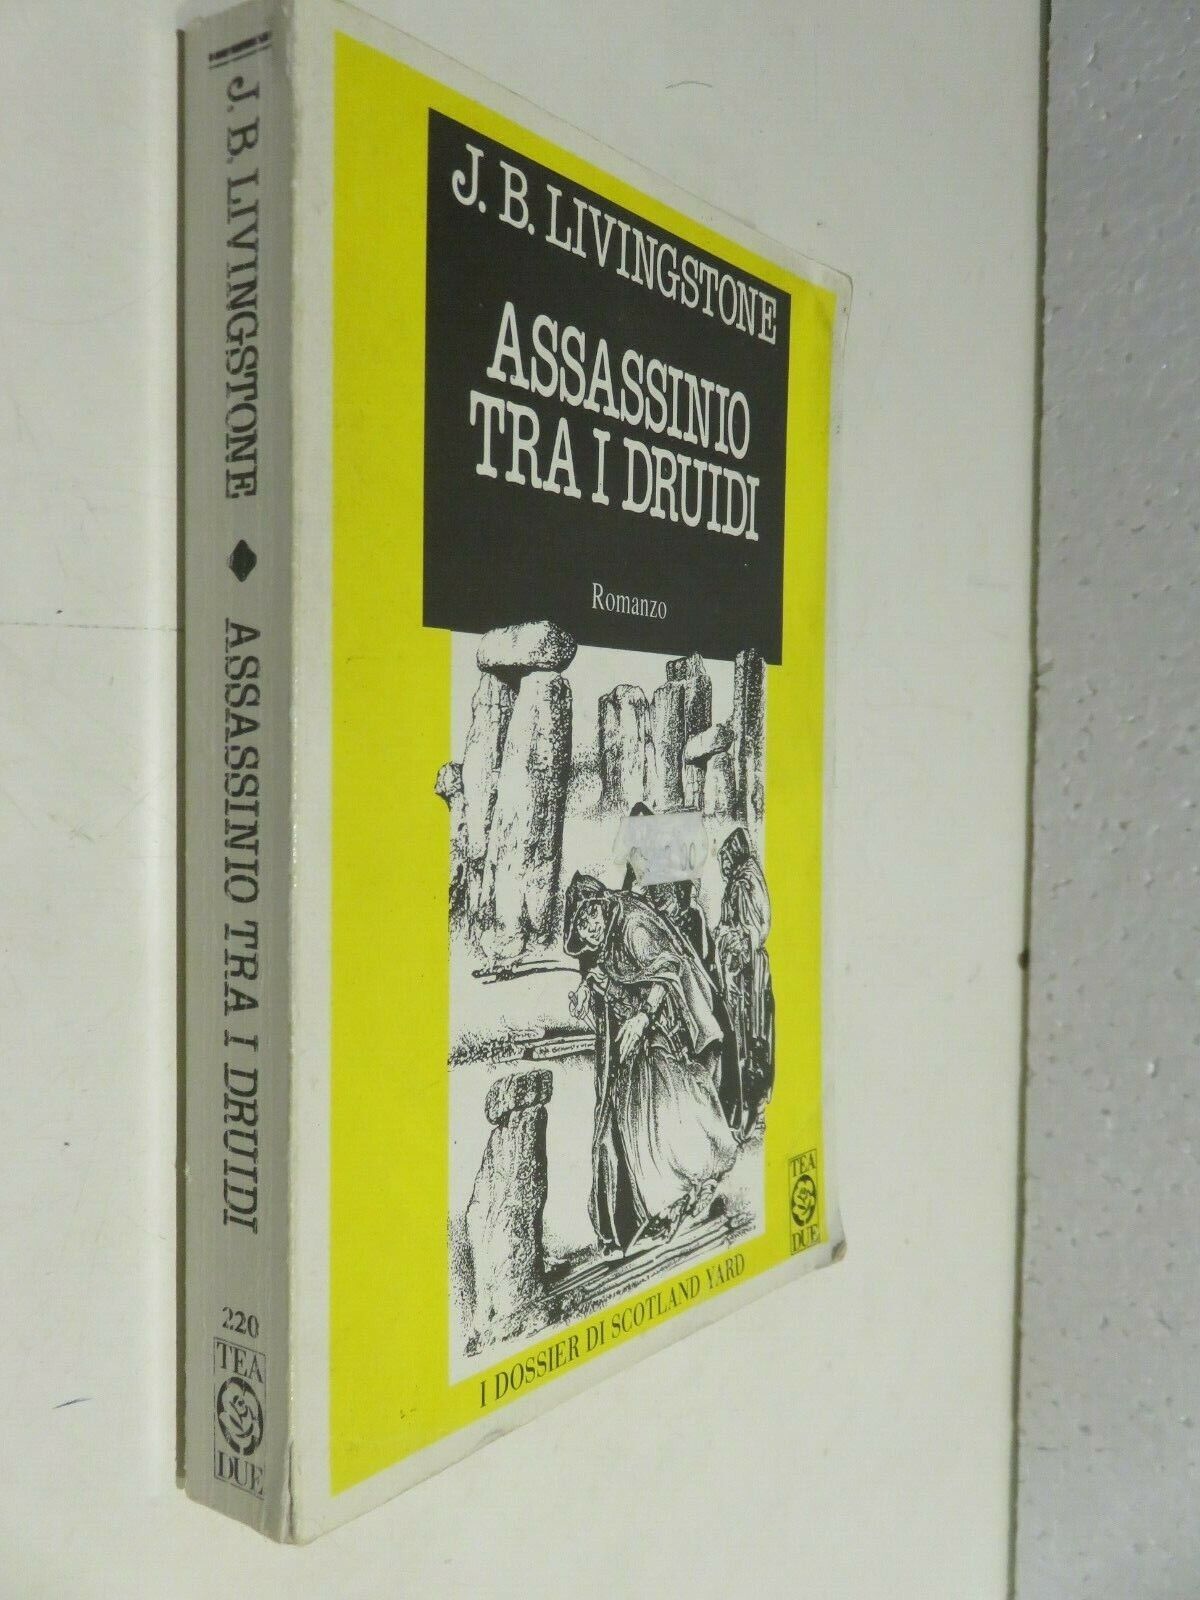 J. B. LIVINGSTONE ♦ ASSASSINIO TRA I DRUIDI
220
TEA
DUE
J. B. LIVINGSTONE
ASSASSINIO
TRA I DRUIDI
Romanzo
TEA
DUE
I DOSSIER DI SCOTLAND YARD